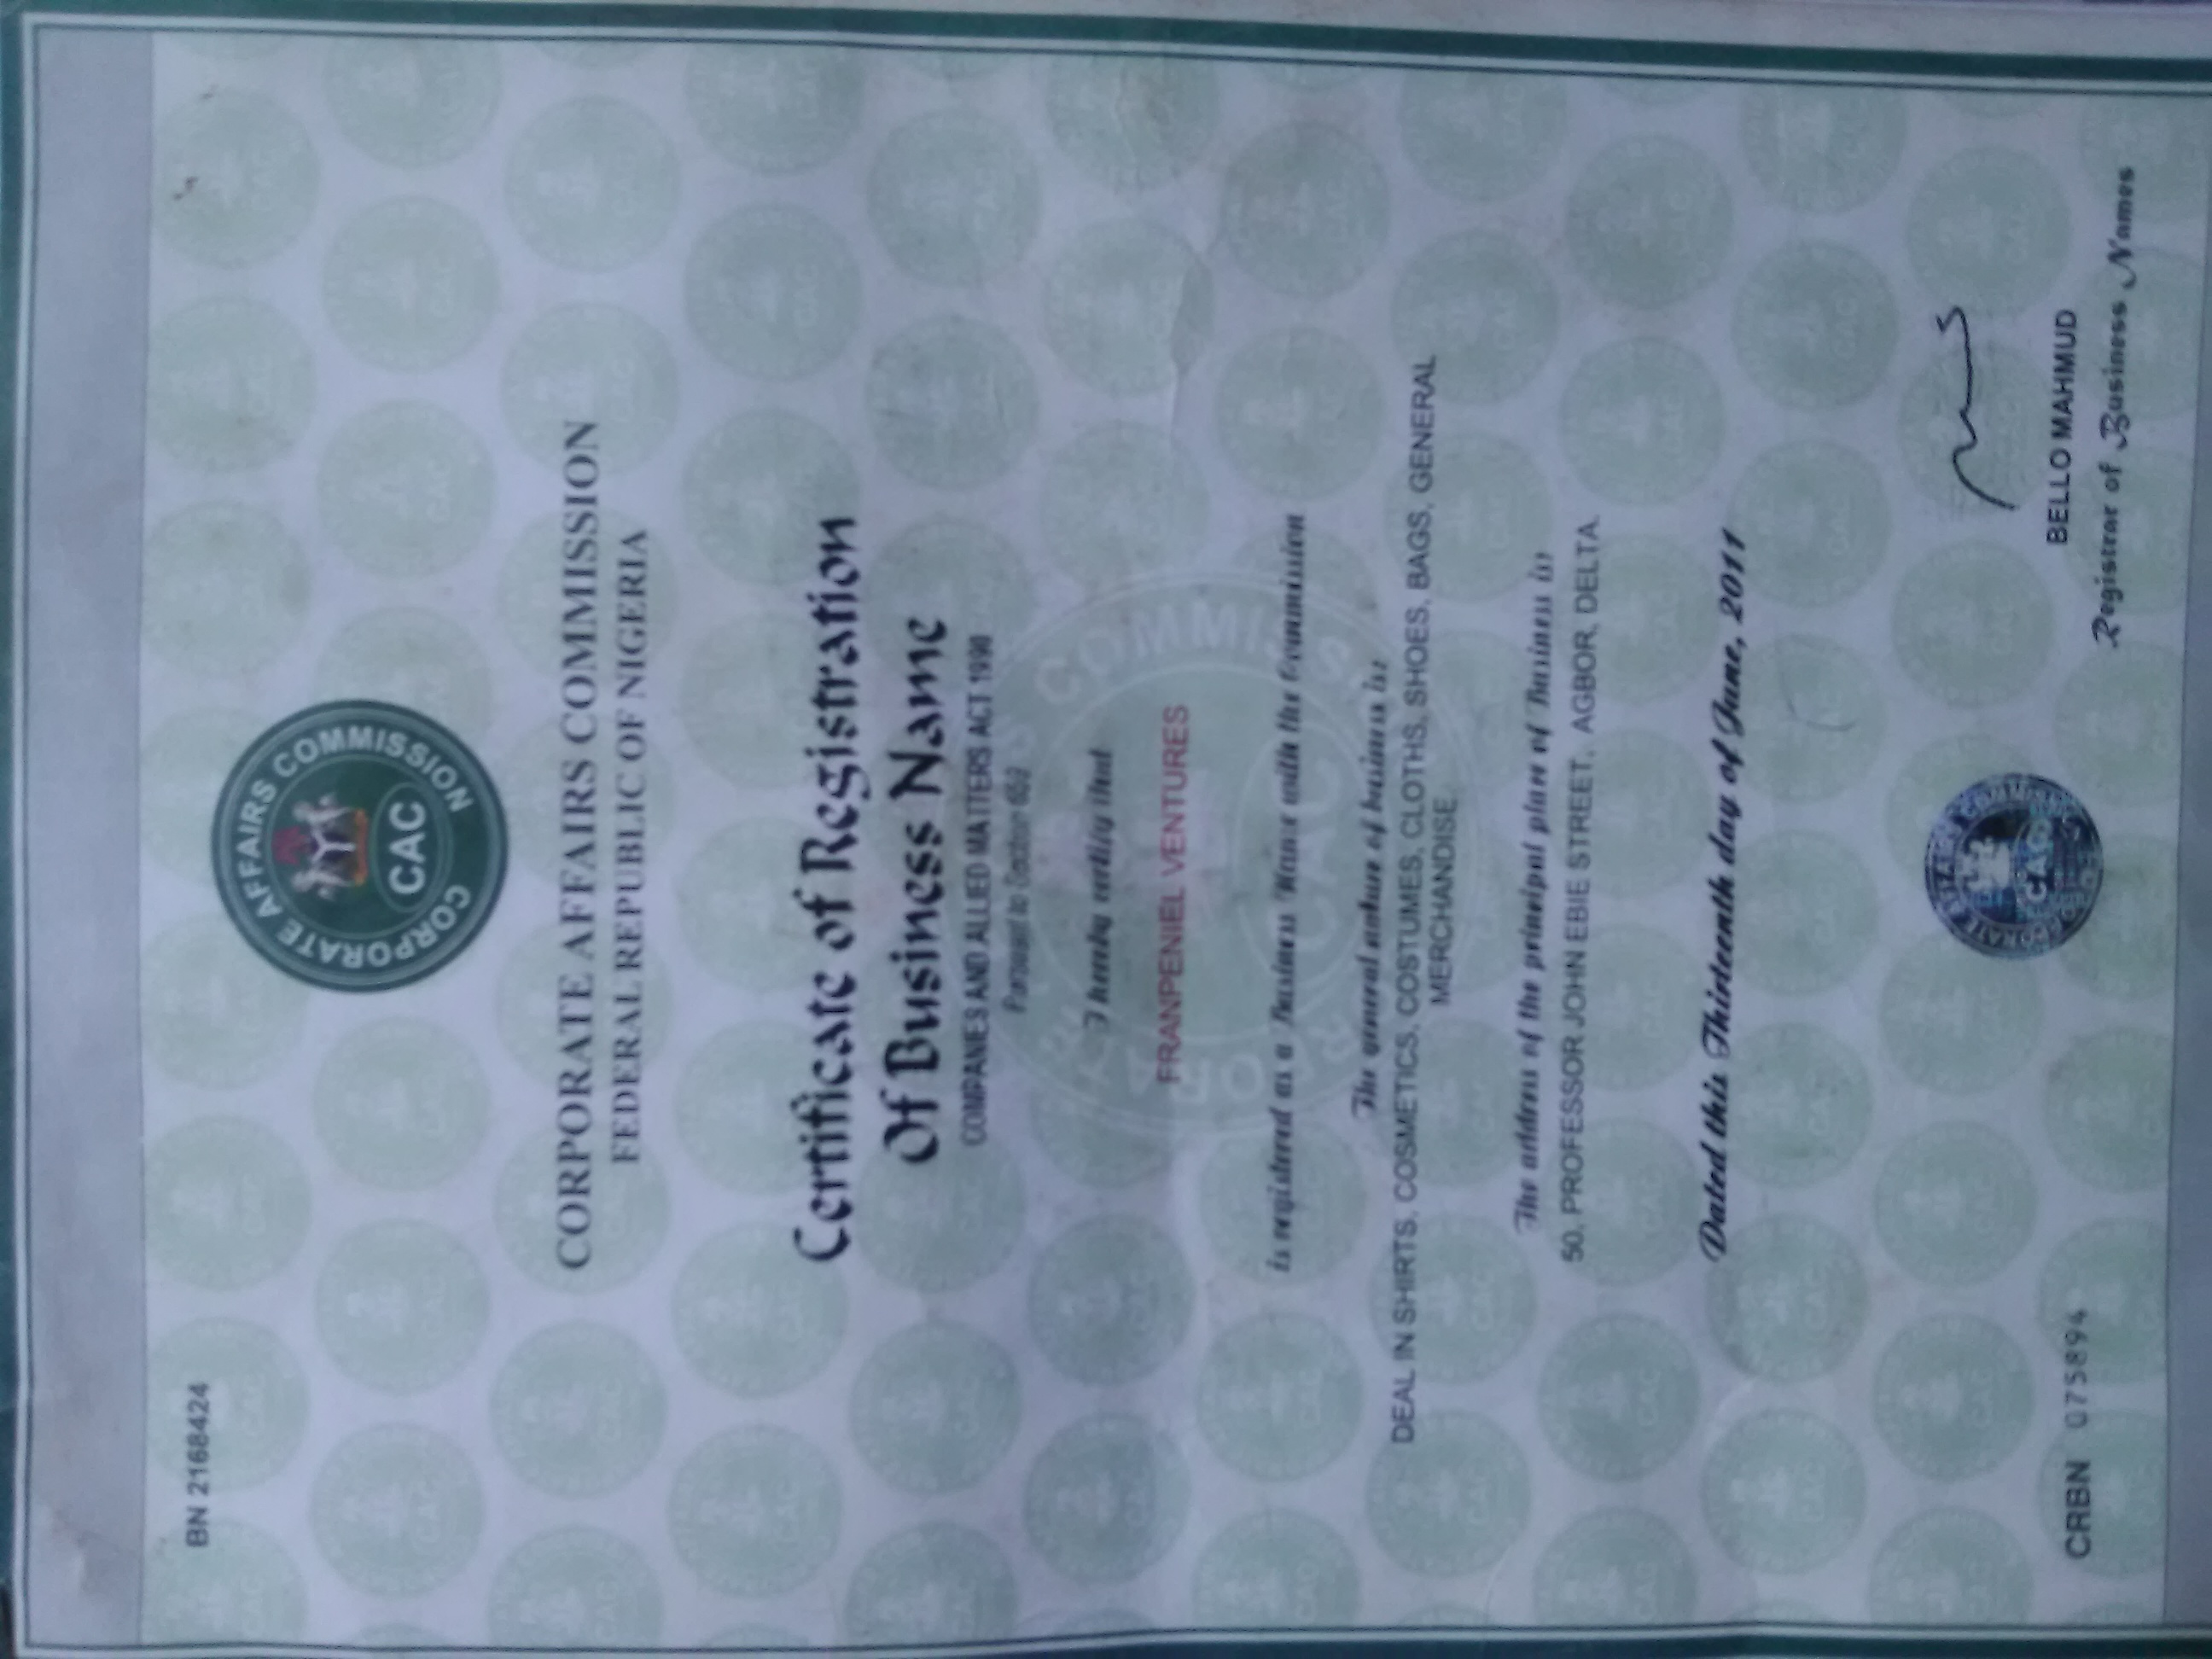 BN 2168424
CORPORATE AFFAIRS COMMISSION
CAC
CORPORATE AFFAIRS COMMISSION
FEDERAL REPUBLIC OF NIGERIA
Certificate of Registration
Of Business Name
COMPANIES AND ALLIED MATTERS ACT 1990
Pursuant to Section
I hereby certify that
FRANPENIEL VENTURES
is registered as a Business Name with the Commission
The general nature of business is:
DEAL IN SHIRTS, COSMETICS, COSTUMES, CLOTHS, SHOES, BAGS, GENERAL
MERCHANDISE
The address of the principal place of Business is:
50, PROFESSOR JOHN EBIE STREET, AGBOR, DELTA
Dated this Thirteenth day of June, 2011
BELLO MAHMUD
Registrar of Business Names
CAC
CRBN 075894